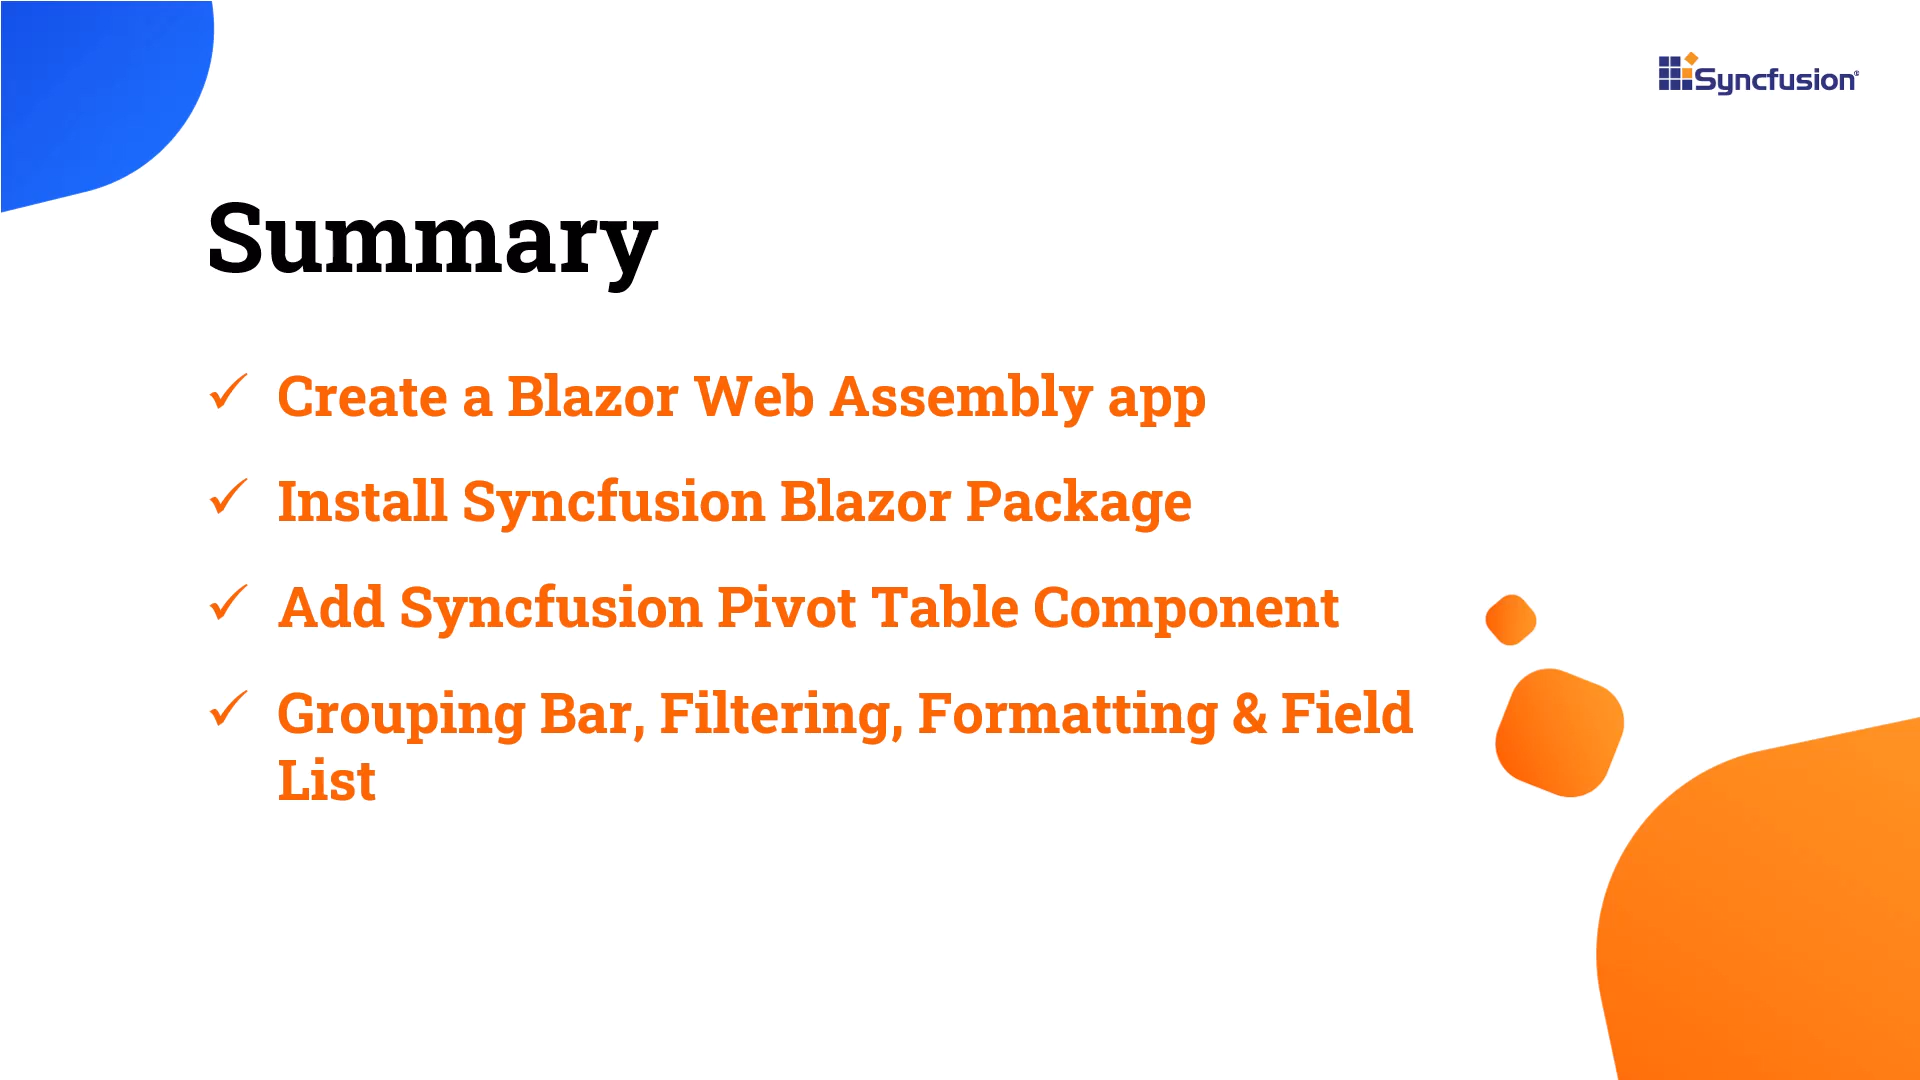 Syncfusion®
Summary
✓ Create a Blazor Web Assembly app
✓ Install Syncfusion Blazor Package
✓ Add Syncfusion Pivot Table Component
✓ Grouping Bar, Filtering, Formatting & Field
List